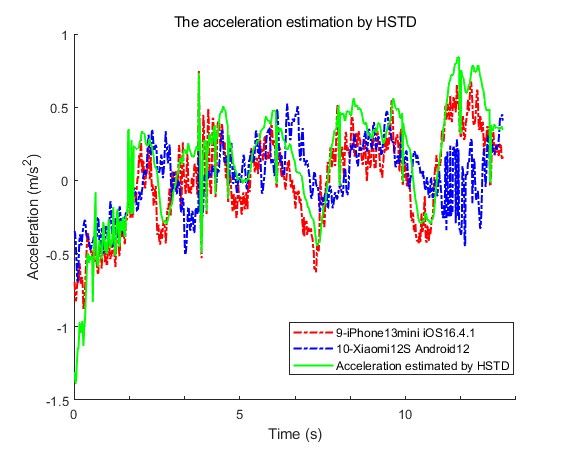 The acceleration estimation by HSTD
1
0.5
0
-0.5
-1
-1.5
Acceleration (m/s²)
9-iPhone13mini iOS16.4.1
10-Xiaomi12S Android12
Acceleration estimated by HSTD
0 5 10
Time (s)